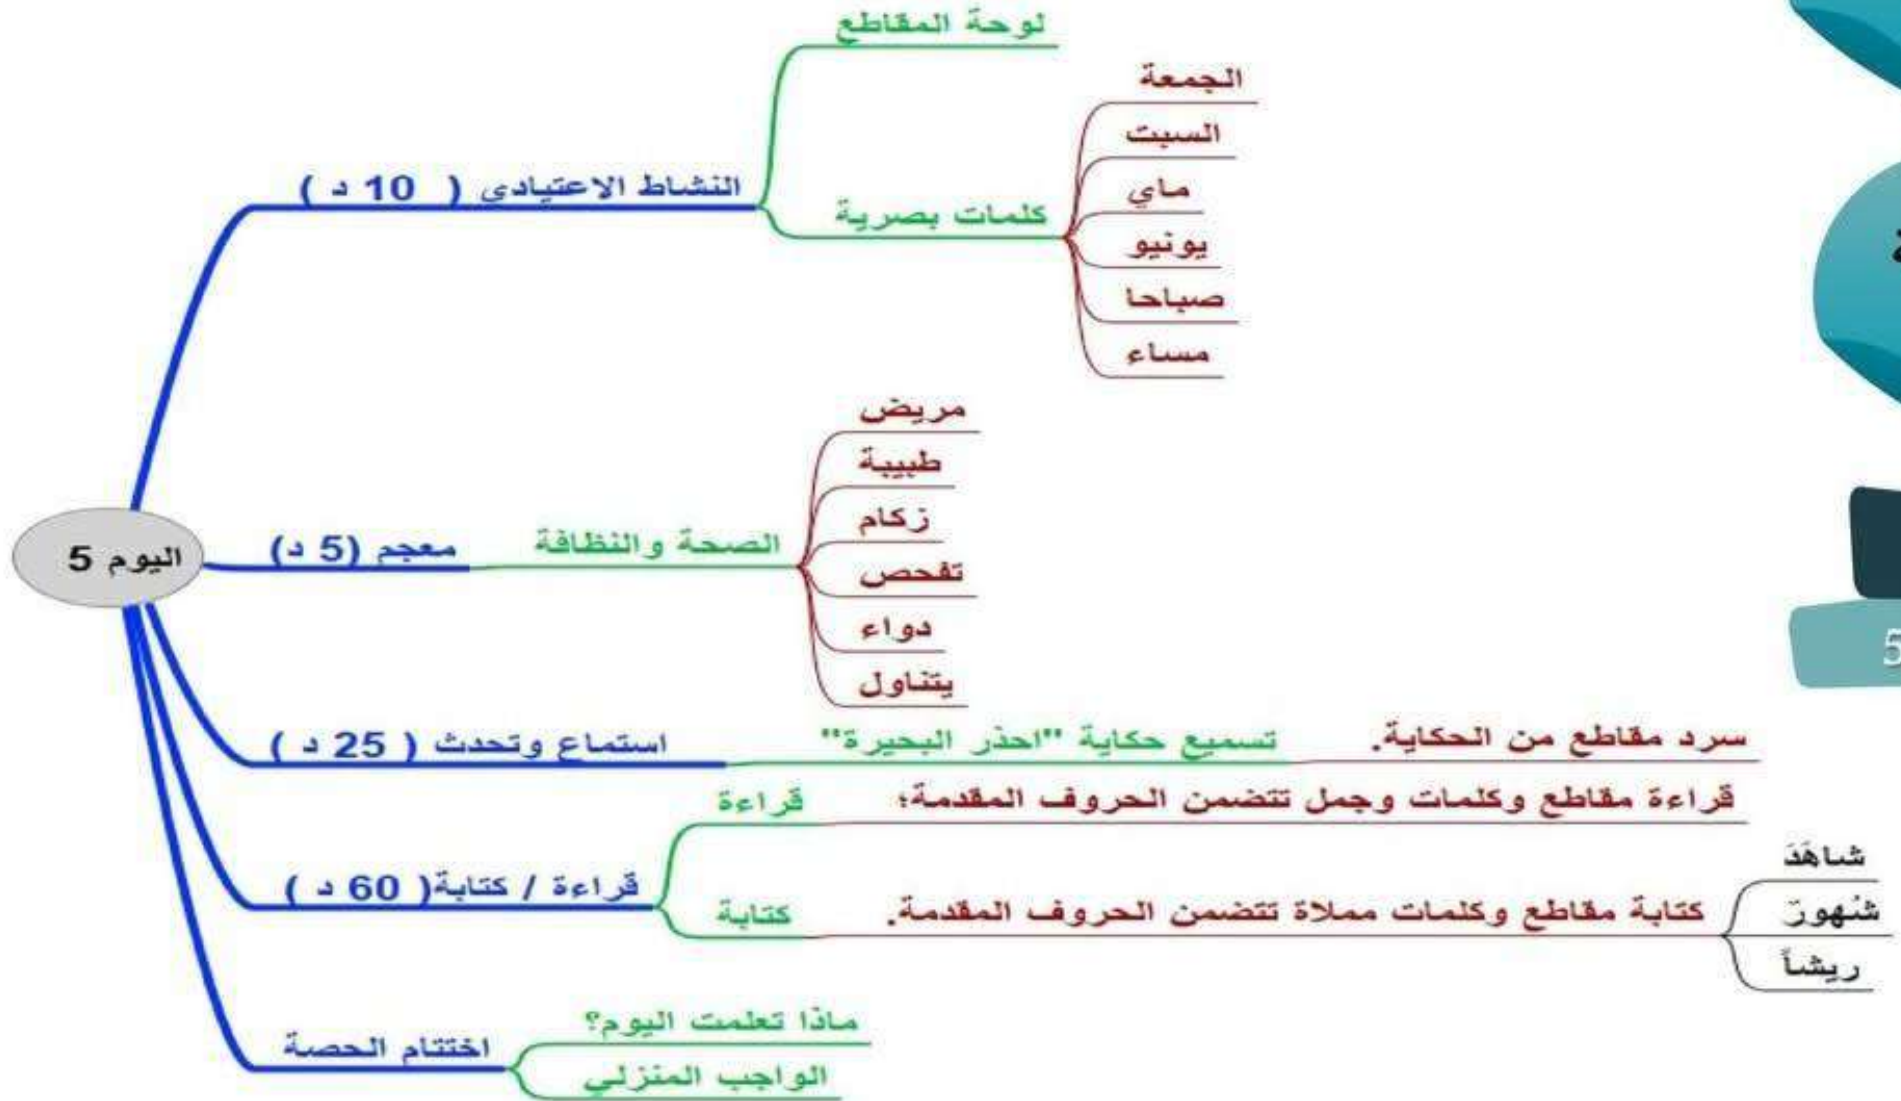 اليوم 5
النشاط الاعتيادي ( 10 د )
لوحة المقاطع
كلمات بصرية
الجمعة
السبت
ماي
يونيو
صباحا
مساء
معجم (5 د)
الصحة والنظافة
مريض
طبيبة
زكام
تفحص
دواء
يتناول
استماع وتحدث ( 25 د )
تسميع حكاية "احذر البحيرة"
سرد مقاطع من الحكاية.
قراءة / كتابة( 60 د )
قراءة
قراءة مقاطع وكلمات وجمل تتضمن الحروف المقدمة؛
كتابة
كتابة مقاطع وكلمات مملاة تتضمن الحروف المقدمة.
شاهَدَ
شُهورٌ
ريشاً
اختتام الحصة
ماذا تعلمت اليوم؟
الواجب المنزلي
5